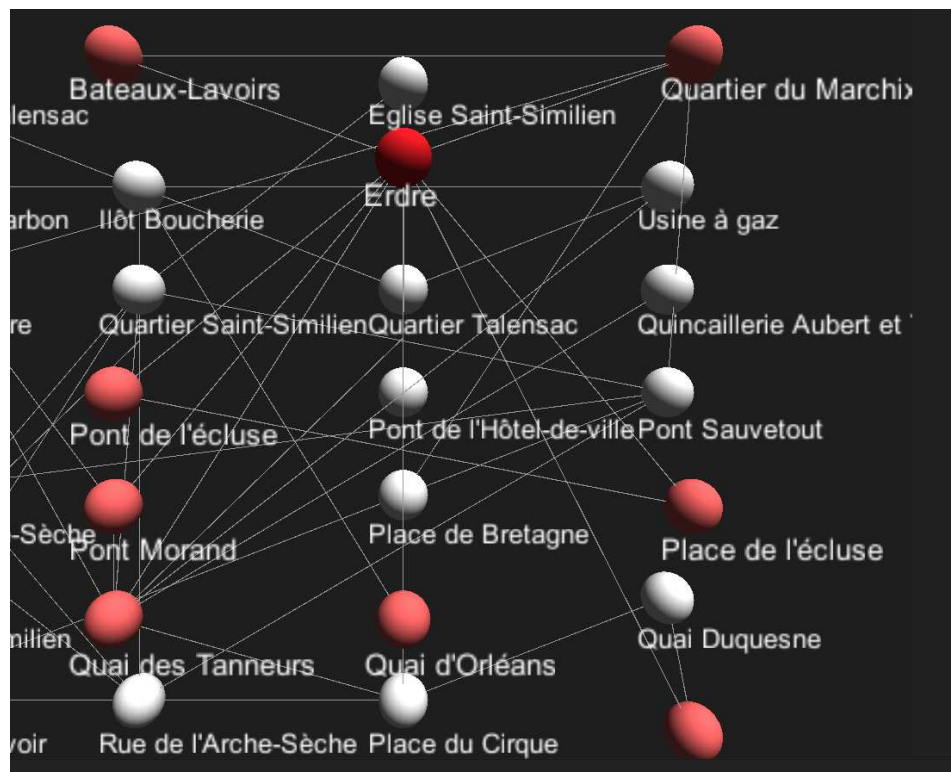 Bateaux-Lavoirs
Quartier du Marchix
lensac
Eglise Saint-Similien
Erdre
arbon
Ilôt Boucherie
Usine à gaz
re
Quartier Saint-Similien
Quartier Talensac
Quincaillerie Aubert et
Pont de l'écluse
Pont de l'Hôtel-de-ville
Pont Sauvetout
-Sèche
Pont Morand
Place de Bretagne
Place de l'écluse
milien
Quai des Tanneurs
Quai d'Orléans
Quai Duquesne
voir
Rue de l'Arche-Sèche
Place du Cirque